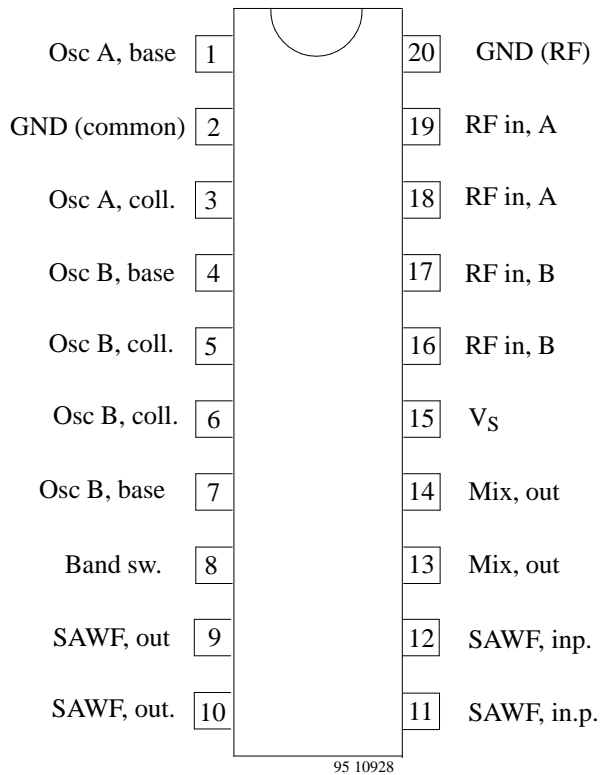 Osc A, base 1 20 GND (RF)
GND (common) 2 19 RF in, A
Osc A, coll. 3 18 RF in, A
Osc B, base 4 17 RF in, B
Osc B, coll. 5 16 RF in, B
Osc B, coll. 6 15 VS
Osc B, base 7 14 Mix, out
Band sw. 8 13 Mix, out
SAWF, out 9 12 SAWF, inp.
SAWF, out. 10 11 SAWF, in.p.
95 10928